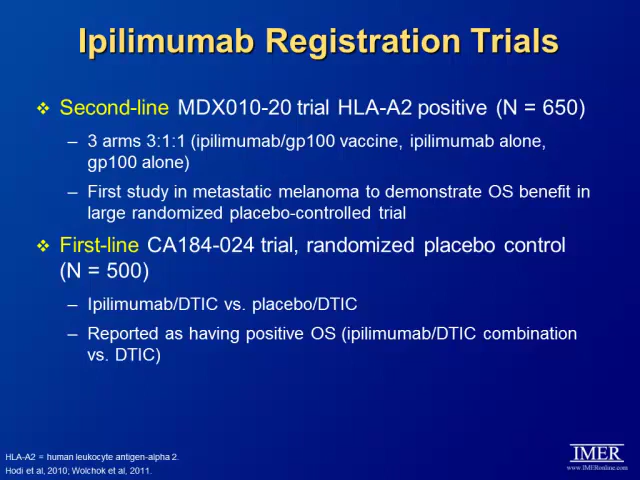 Ipilimumab Registration Trials
❖ Second-line MDX010-20 trial HLA-A2 positive (N = 650)
– 3 arms 3:1:1 (ipilimumab/gp100 vaccine, ipilimumab alone,
gp100 alone)
– First study in metastatic melanoma to demonstrate OS benefit in
large randomized placebo-controlled trial
❖ First-line CA184-024 trial, randomized placebo control
(N = 500)
– Ipilimumab/DTIC vs. placebo/DTIC
– Reported as having positive OS (ipilimumab/DTIC combination
vs. DTIC)
HLA-A2 = human leukocyte antigen-alpha 2.
Hodi et al, 2010; Wolchok et al, 2011.
IMER
www.IMERonline.com